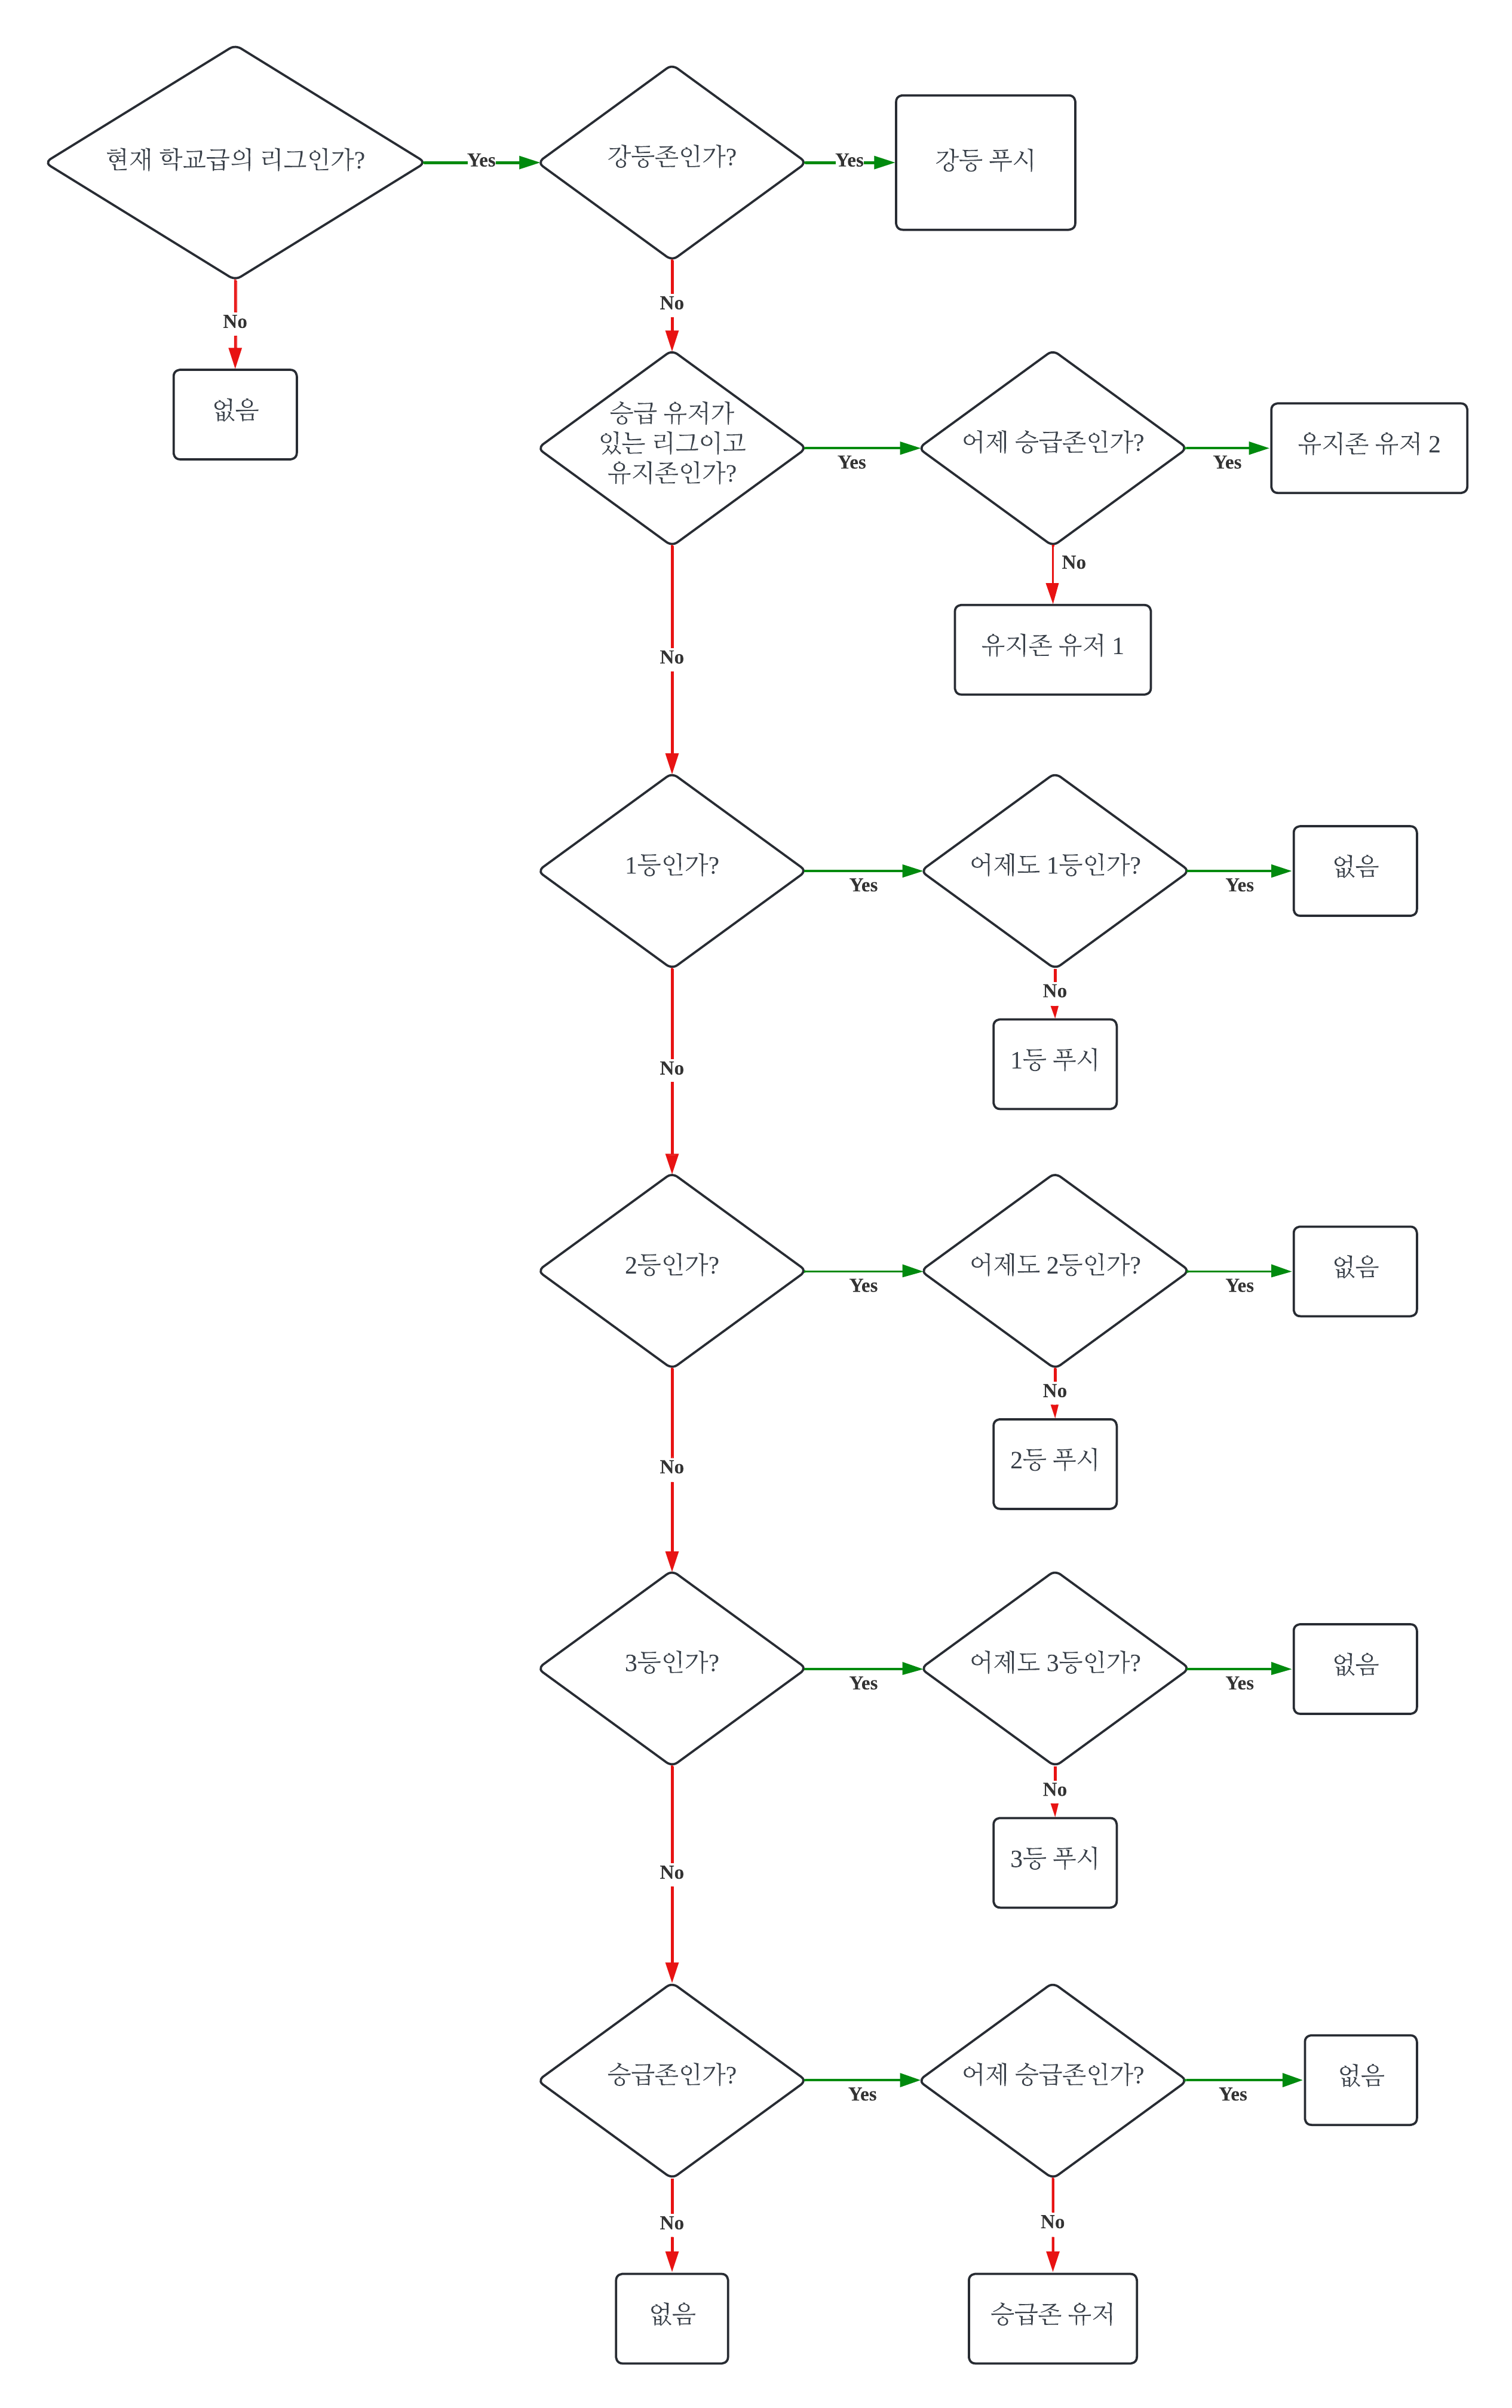 현재 학교급의 리그인가?
Yes
강등존인가?
Yes
강등 푸시
No
없음
No
승급 유저가
있는 리그이고
유지존인가?
Yes
어제 승급존인가?
Yes
유지존 유저 2
No
유지존 유저 1
No
1등인가?
Yes
어제도 1등인가?
Yes
없음
No
1등 푸시
No
2등인가?
Yes
어제도 2등인가?
Yes
없음
No
2등 푸시
No
3등인가?
Yes
어제도 3등인가?
Yes
없음
No
3등 푸시
No
승급존인가?
Yes
어제 승급존인가?
Yes
없음
No
없음
No
승급존 유저